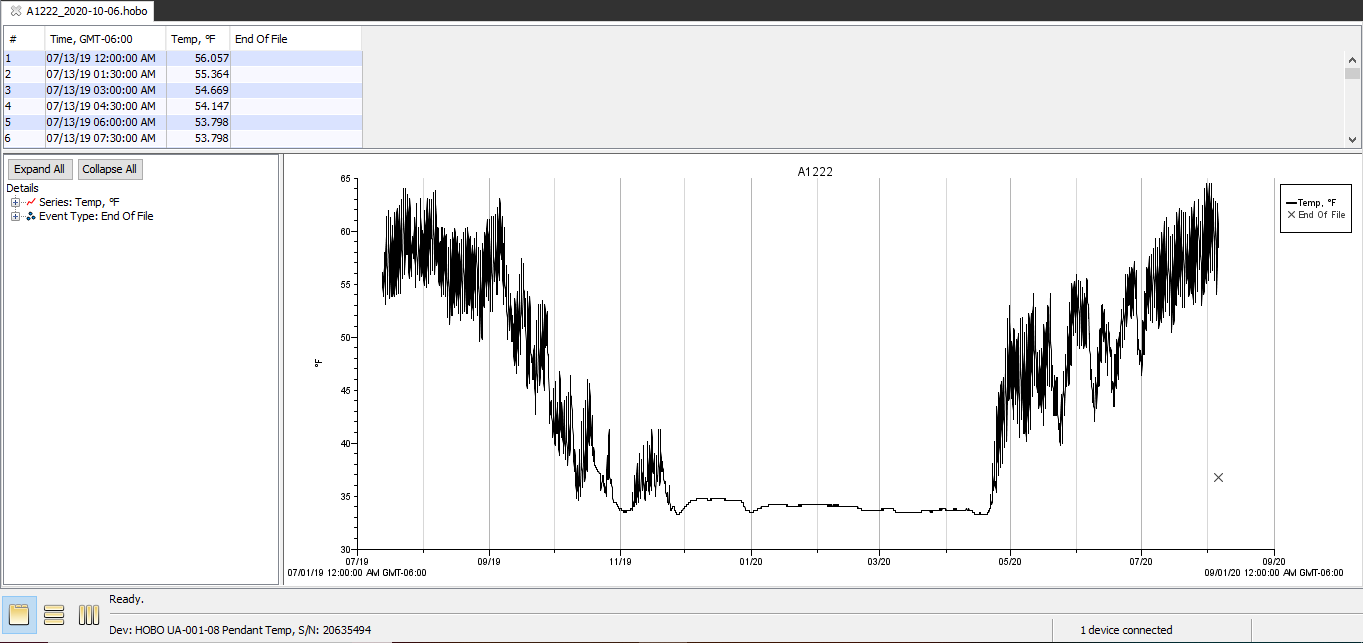 A1222_2020-10-06.hobo
# Time, GMT-06:00 Temp, °F End Of File
1 07/13/19 12:00:00 AM 56.057
2 07/13/19 01:30:00 AM 55.364
3 07/13/19 03:00:00 AM 54.669
4 07/13/19 04:30:00 AM 54.147
5 07/13/19 06:00:00 AM 53.798
6 07/13/19 07:30:00 AM 53.798
Expand All Collapse All
Details
Series: Temp, °F
Event Type: End Of File
A1222
65
60
55
50
45
40
35
30
°F
07/19 09/19 11/19 01/20 03/20 05/20 07/20 09/20
07/01/19 12:00:00 AM GMT-06:00 09/01/20 12:00:00 AM GMT-06:00
Temp, °F
End Of File
Ready.
Dev: HOBO UA-001-08 Pendant Temp, S/N: 20635494 1 device connected